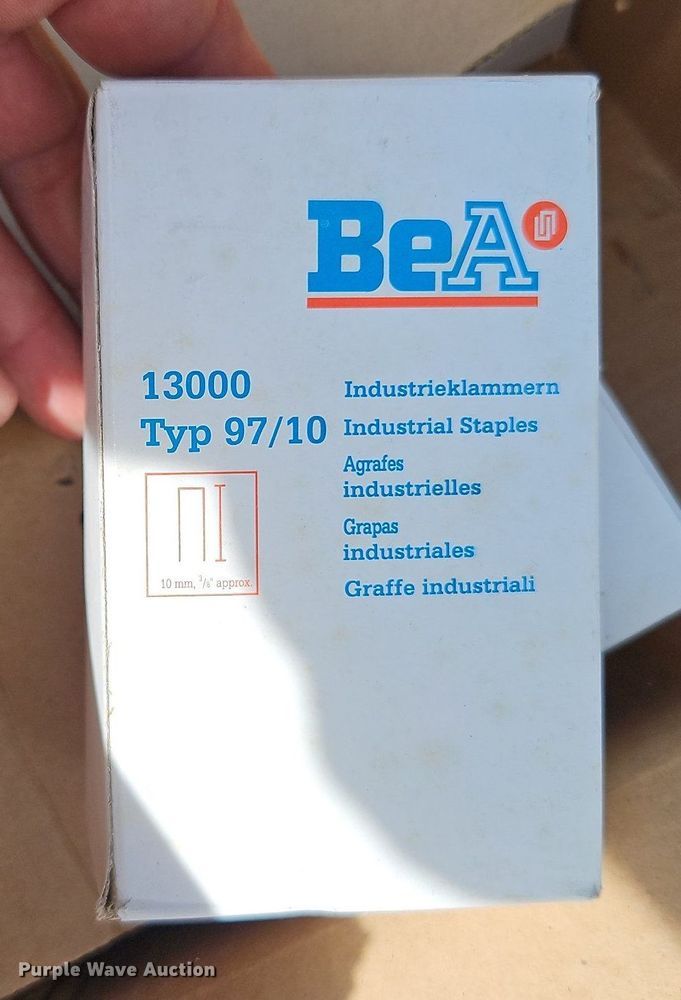 BeA
13000
Typ 97/10
10 mm, 3/8" approx.
Industrieklammern
Industrial Staples
Agrafes
industrielles
Grapas
industriales
Graffe industriali
Purple Wave Auction